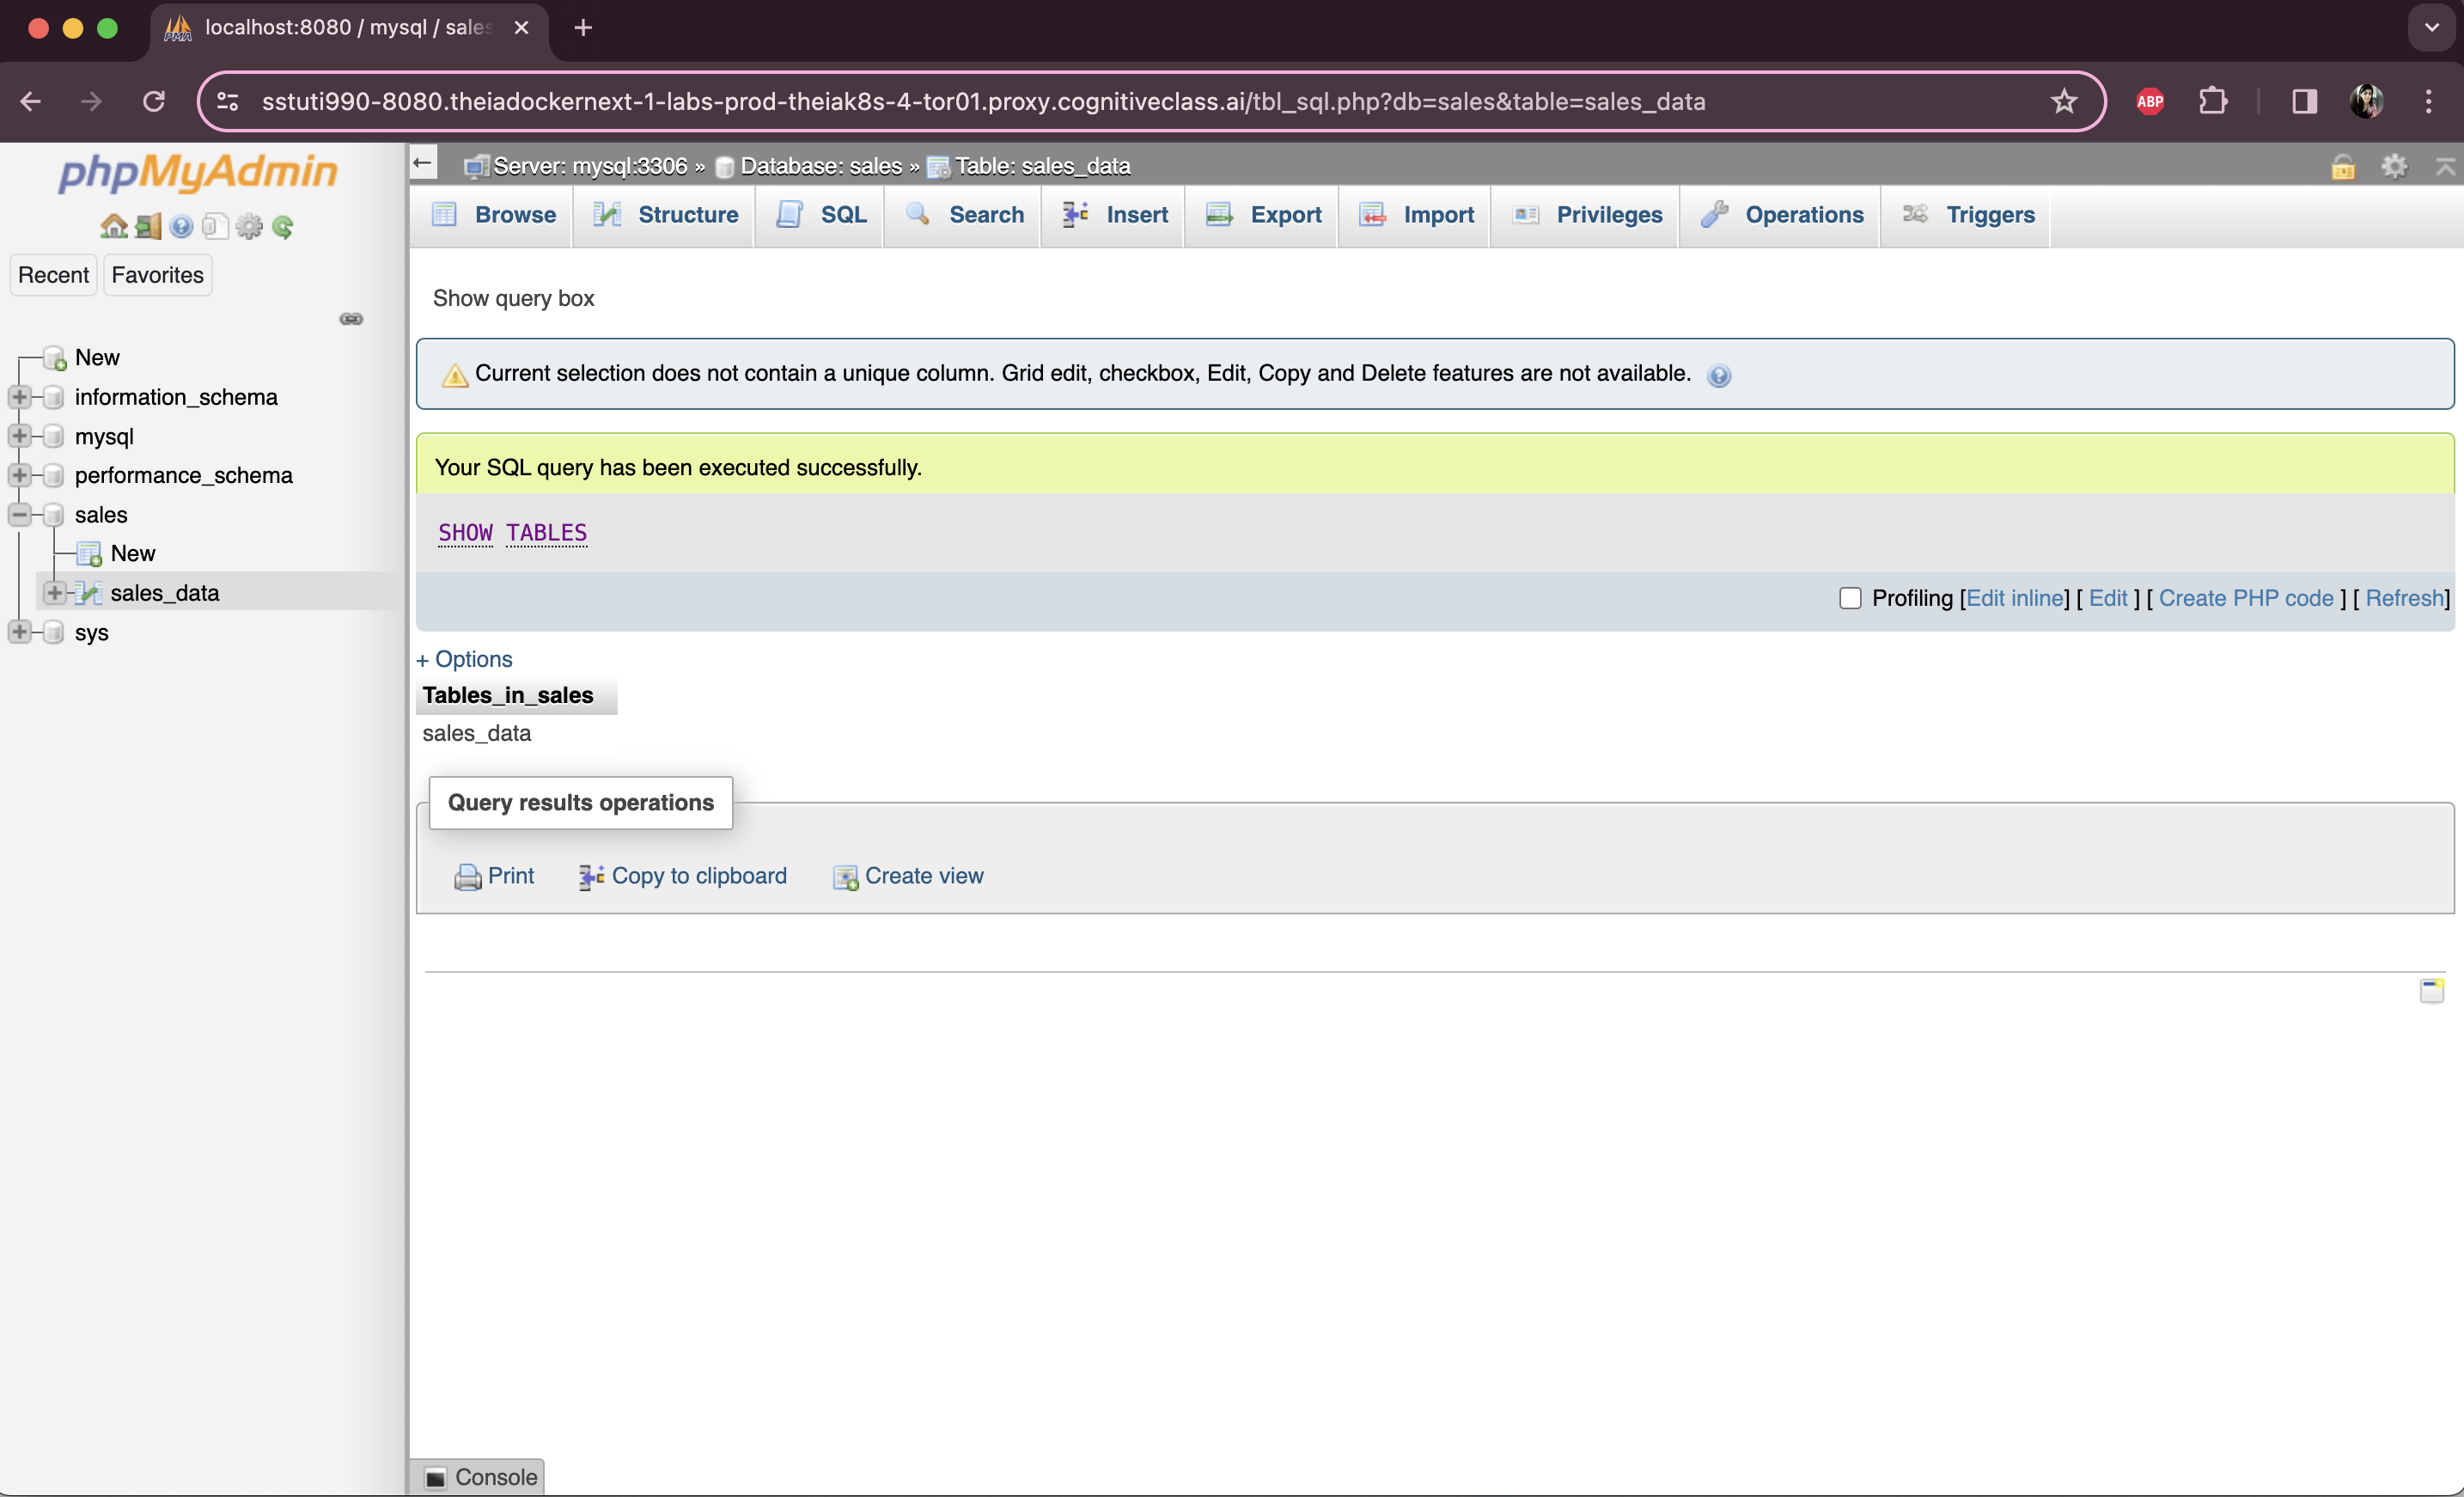 localhost:8080 / mysql / sales
sstuti990-8080.theiadockernext-1-labs-prod-theiak8s-4-tor01.proxy.cognitiveclass.ai/tbl_sql.php?db=sales&table=sales_data
ABP
phpMyAdmin
Recent Favorites
New
information_schema
mysql
performance_schema
sales
New
sales_data
sys
Server: mysql:3306 » Database: sales » Table: sales_data
Browse Structure SQL Search Insert Export Import Privileges Operations Triggers
Show query box
Current selection does not contain a unique column. Grid edit, checkbox, Edit, Copy and Delete features are not available.
Your SQL query has been executed successfully.
SHOW TABLES
Profiling [Edit inline] [ Edit ] [ Create PHP code ] [ Refresh]
+ Options
Tables_in_sales
sales_data
Query results operations
Print Copy to clipboard Create view
Console